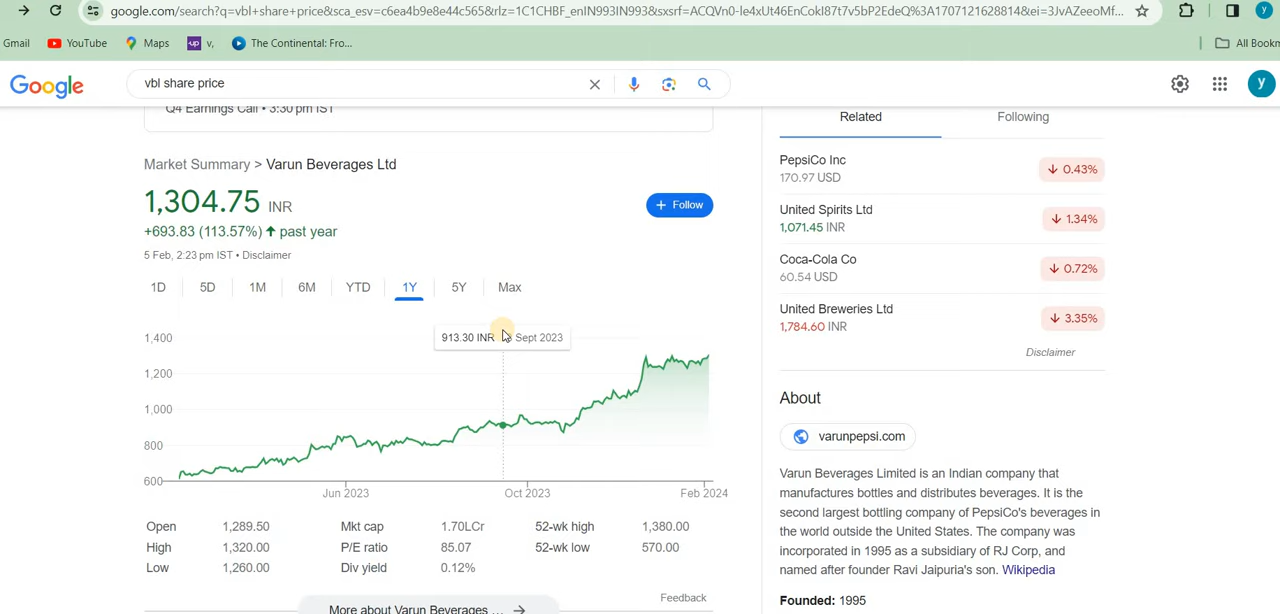 google.com/search?q=vbl+share+price&sca_esv=c6ea4b9e8e44c565&rlz=1C1CHBF_enIN993IN993&sxsrf=ACQVn0-le4xUt46EnCokI87t7v5bP2EdeQ%3A1707121628814&ei=3JvAZeeoMf...
Gmail YouTube Maps up v, The Continental: Fro... All Bookm
Google vbl share price y
Q4 Earnings Call • 3:30 pm IST
Market Summary > Varun Beverages Ltd
1,304.75 INR
+ Follow
+693.83 (113.57%) ↑ past year
5 Feb, 2:23 pm IST • Disclaimer
1D 5D 1M 6M YTD 1Y 5Y Max
913.30 INR Sept 2023
1,400
1,200
1,000
800
600
Jun 2023 Oct 2023 Feb 2024
Open 1,289.50 Mkt cap 1.70LCr 52-wk high 1,380.00
High 1,320.00 P/E ratio 85.07 52-wk low 570.00
Low 1,260.00 Div yield 0.12%
Feedback
More about Varun Beverages ... →
Related Following
PepsiCo Inc
170.97 USD ↓ 0.43%
United Spirits Ltd
1,071.45 INR ↓ 1.34%
Coca-Cola Co
60.54 USD ↓ 0.72%
United Breweries Ltd
1,784.60 INR ↓ 3.35%
Disclaimer
About
varunpepsi.com
Varun Beverages Limited is an Indian company that
manufactures bottles and distributes beverages. It is the
second largest bottling company of PepsiCo's beverages in
the world outside the United States. The company was
incorporated in 1995 as a subsidiary of RJ Corp, and
named after founder Ravi Jaipuria's son. Wikipedia
Founded: 1995